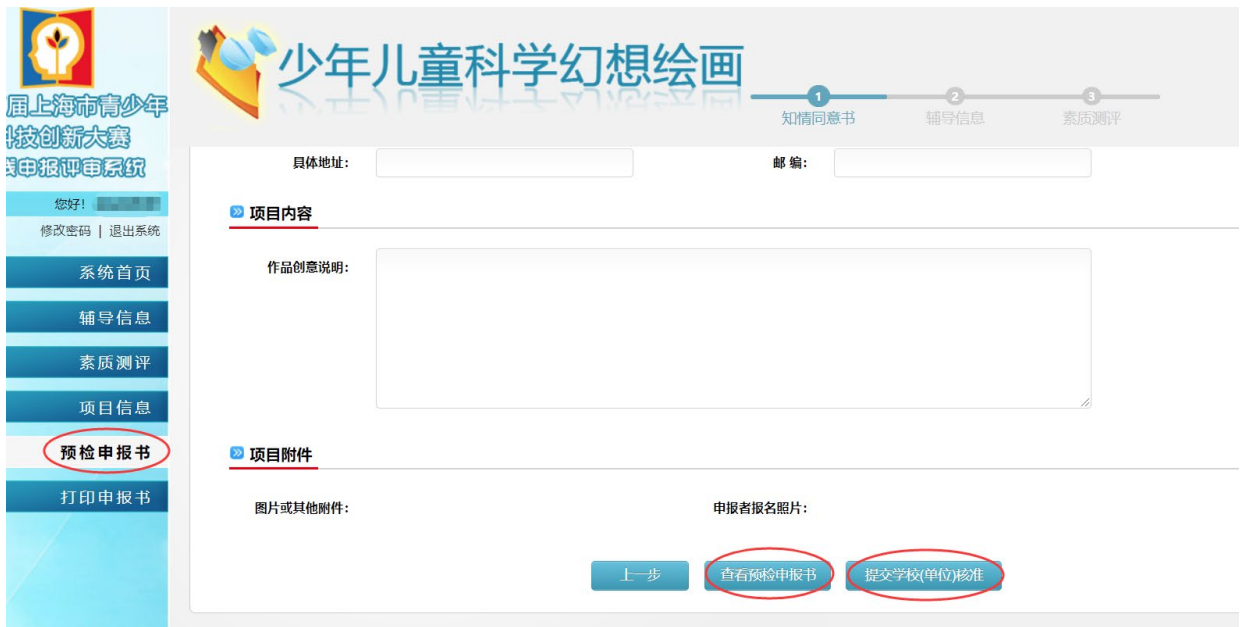 届上海市青少年
科技创新大赛
线申报评审系统
您好！
修改密码 | 退出系统
系统首页
辅导信息
素质测评
项目信息
预检申报书
打印申报书
少年儿童科学幻想绘画
1 2 3
知情同意书 辅导信息 素质测评
具体地址： 邮 编：
项目内容
作品创意说明：
项目附件
图片或其他附件： 申报者报名照片：
上一步 查看预检申报书 提交学校(单位)核准